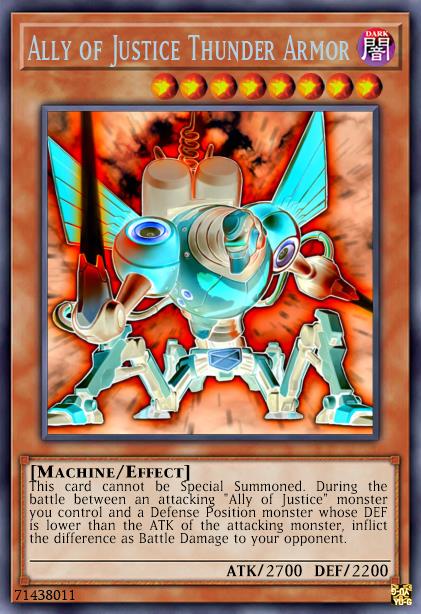 ALLY OF JUSTICE THUNDER ARMOR
DARK
闇
[MACHINE/EFFECT]
This card cannot be Special Summoned. During the
battle between an attacking "Ally of Justice" monster
you control and a Defense Position monster whose DEF
is lower than the ATK of the attacking monster, inflict
the difference as Battle Damage to your opponent.
ATK/2700 DEF/2200
71438011